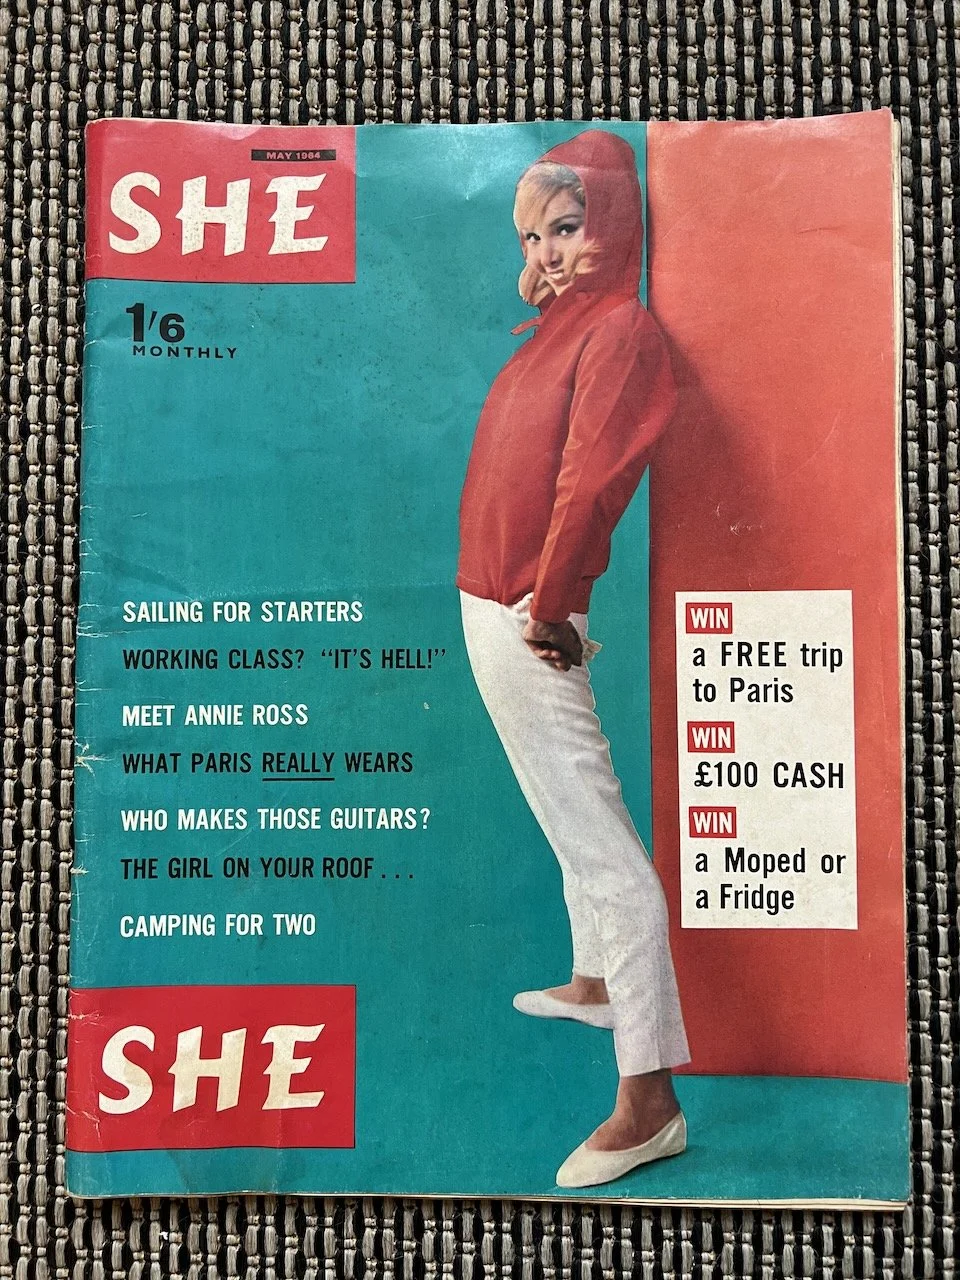 MAY 1964
SHE
1/6
MONTHLY
SAILING FOR STARTERS
WORKING CLASS? "IT'S HELL!"
MEET ANNIE ROSS
WHAT PARIS REALLY WEARS
WHO MAKES THOSE GUITARS?
THE GIRL ON YOUR ROOF...
CAMPING FOR TWO
SHE
WIN
a FREE trip
to Paris
WIN
£100 CASH
WIN
a Moped or
a Fridge